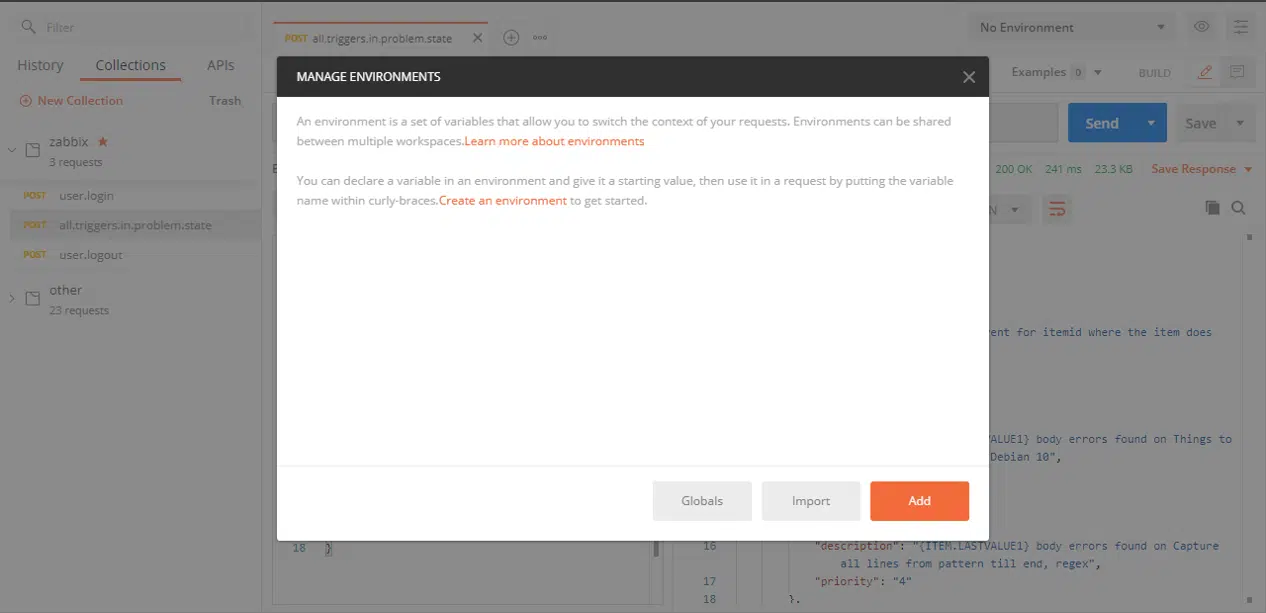 Filter
History Collections APIs
New Collection Trash
zabbix
3 requests
POST user.login
POST all.triggers.in.problem.state
POST user.logout
other
23 requests
POST all.triggers.in.problem.state
No Environment
Examples 0 BUILD
Send Save
200 OK 241 ms 23.3 KB Save Response
MANAGE ENVIRONMENTS
An environment is a set of variables that allow you to switch the context of your requests. Environments can be shared
between multiple workspaces.Learn more about environments
You can declare a variable in an environment and give it a starting value, then use it in a request by putting the variable
name within curly-braces.Create an environment to get started.
Globals Import Add
ent for itemid where the item does
ALUE1} body errors found on Things to
Debian 10",
18 }
16 "description": "{ITEM.LASTVALUE1} body errors found on Capture
all lines from pattern till end, regex",
17 "priority": "4"
18 },